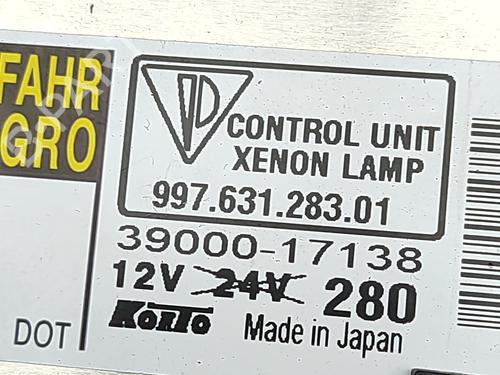 FAHR
GRO
CONTROL UNIT
XENON LAMP
997.631.283.01
39000-17138
12V 24V 280
KoITo Made in Japan
DOT